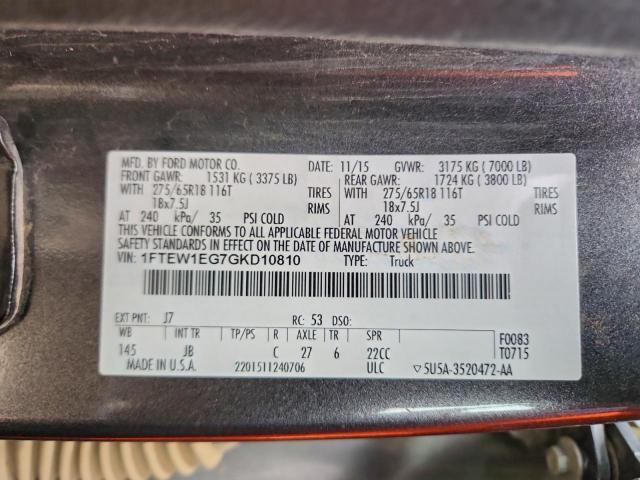 MFD. BY FORD MOTOR CO. DATE: 11/15 GVWR: 3175 KG ( 7000 LB)
FRONT GAWR: 1531 KG ( 3375 LB) REAR GAWR: 1724 KG ( 3800 LB)
WITH 275/65R18 116T TIRES WITH 275/65R18 116T TIRES
18x7.5J RIMS 18x7.5J RIMS
AT 240 kPa/ 35 PSI COLD AT 240 kPa/ 35 PSI COLD
THIS VEHICLE CONFORMS TO ALL APPLICABLE FEDERAL MOTOR VEHICLE
SAFETY STANDARDS IN EFFECT ON THE DATE OF MANUFACTURE SHOWN ABOVE.
VIN: 1FTEW1EG7GKD10810 TYPE: Truck
EXT PNT: J7 RC: 53 DSO: F0083
WB INT TR TP/PS R AXLE TR SPR T0715
145 JB C 27 6 22CC
MADE IN U.S.A. 2201511240706 ULC ▽5U5A-3520472-AA